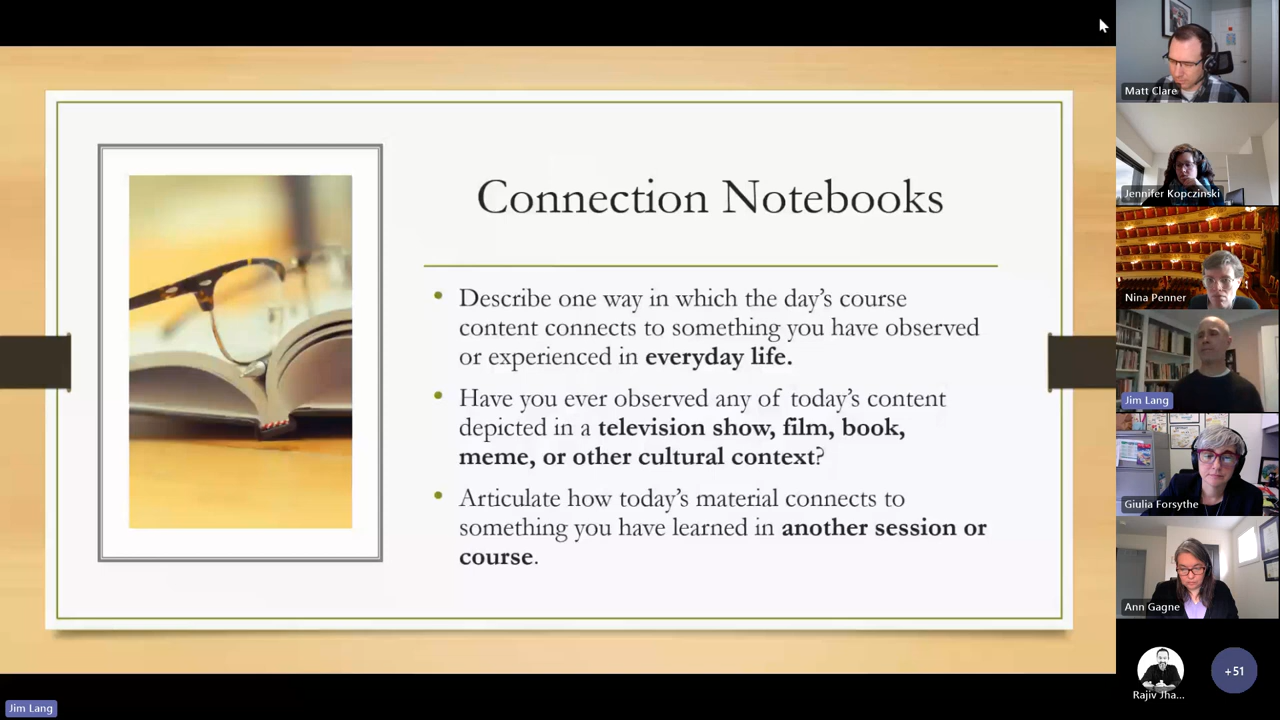 Connection Notebooks
• Describe one way in which the day’s course
content connects to something you have observed
or experienced in everyday life.
• Have you ever observed any of today’s content
depicted in a television show, film, book,
meme, or other cultural context?
• Articulate how today’s material connects to
something you have learned in another session or
course.
Matt Clare
Jennifer Kopczinski
Nina Penner
Jim Lang
Giulia Forsythe
Ann Gagne
Rajiv Jha...
+51
Jim Lang